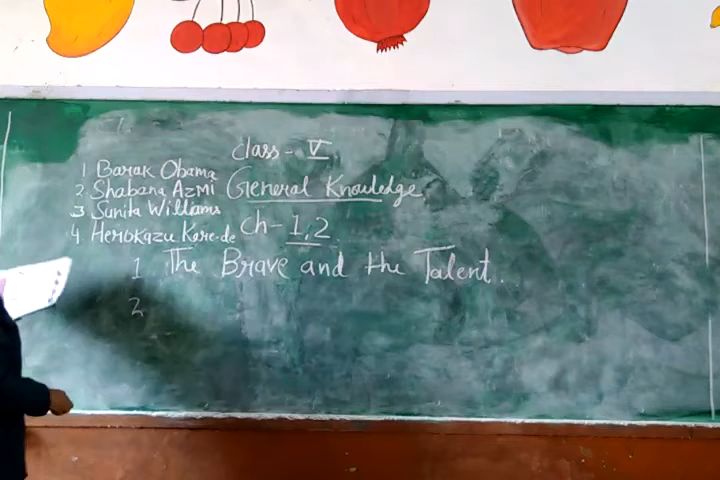 class - V
1 Barak Obama
2. Shabana AzMi
3 Sunita Williams
4 Herokazu Kore-de
General Knowledge
Ch - 1,2
1 The Brave and the Talent.
2